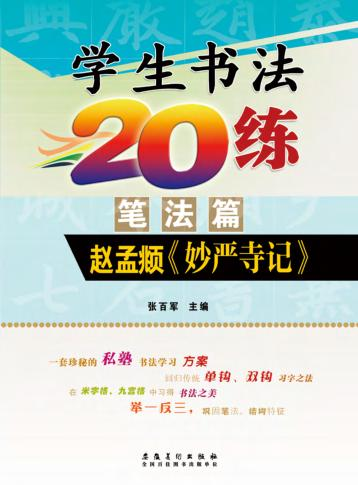 学生书法
20练
笔法篇
赵孟頫《妙严寺记》
张百军 主编
一套珍秘的 私塾 书法学习 方案
回归传统 单钩、双钩 习字之法
在 米字格、九宫格 中习得 书法之美
举一反三，巩固笔法、结构特征
安徽美术出版社
全国百佳图书出版单位